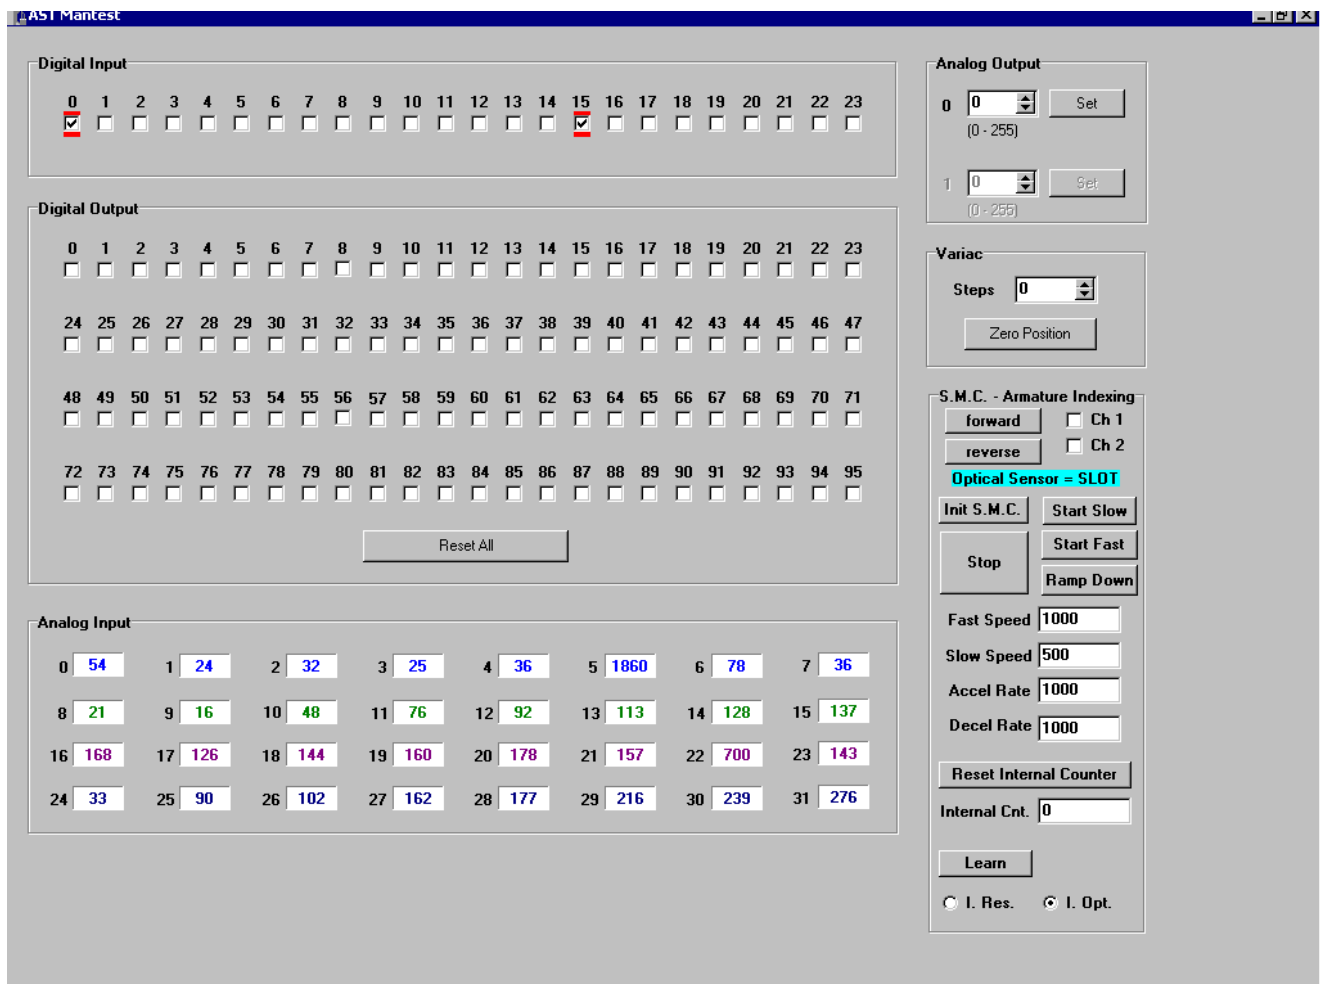 AST Mantest
Digital Input
0 1 2 3 4 5 6 7 8 9 10 11 12 13 14 15 16 17 18 19 20 21 22 23
Digital Output
0 1 2 3 4 5 6 7 8 9 10 11 12 13 14 15 16 17 18 19 20 21 22 23
24 25 26 27 28 29 30 31 32 33 34 35 36 37 38 39 40 41 42 43 44 45 46 47
48 49 50 51 52 53 54 55 56 57 58 59 60 61 62 63 64 65 66 67 68 69 70 71
72 73 74 75 76 77 78 79 80 81 82 83 84 85 86 87 88 89 90 91 92 93 94 95
Reset All
Analog Input
0 54 1 24 2 32 3 25 4 36 5 1860 6 78 7 36
8 21 9 16 10 48 11 76 12 92 13 113 14 128 15 137
16 168 17 126 18 144 19 160 20 178 21 157 22 700 23 143
24 33 25 90 26 102 27 162 28 177 29 216 30 239 31 276
Analog Output
0 0 Set
(0 - 255)
1 0 Set
(0 - 255)
Variac
Steps 0
Zero Position
S.M.C. - Armature Indexing
forward Ch 1
reverse Ch 2
Optical Sensor = SLOT
Init S.M.C. Start Slow
Stop Start Fast
Ramp Down
Fast Speed 1000
Slow Speed 500
Accel Rate 1000
Decel Rate 1000
Reset Internal Counter
Internal Cnt. 0
Learn
I. Res. I. Opt.